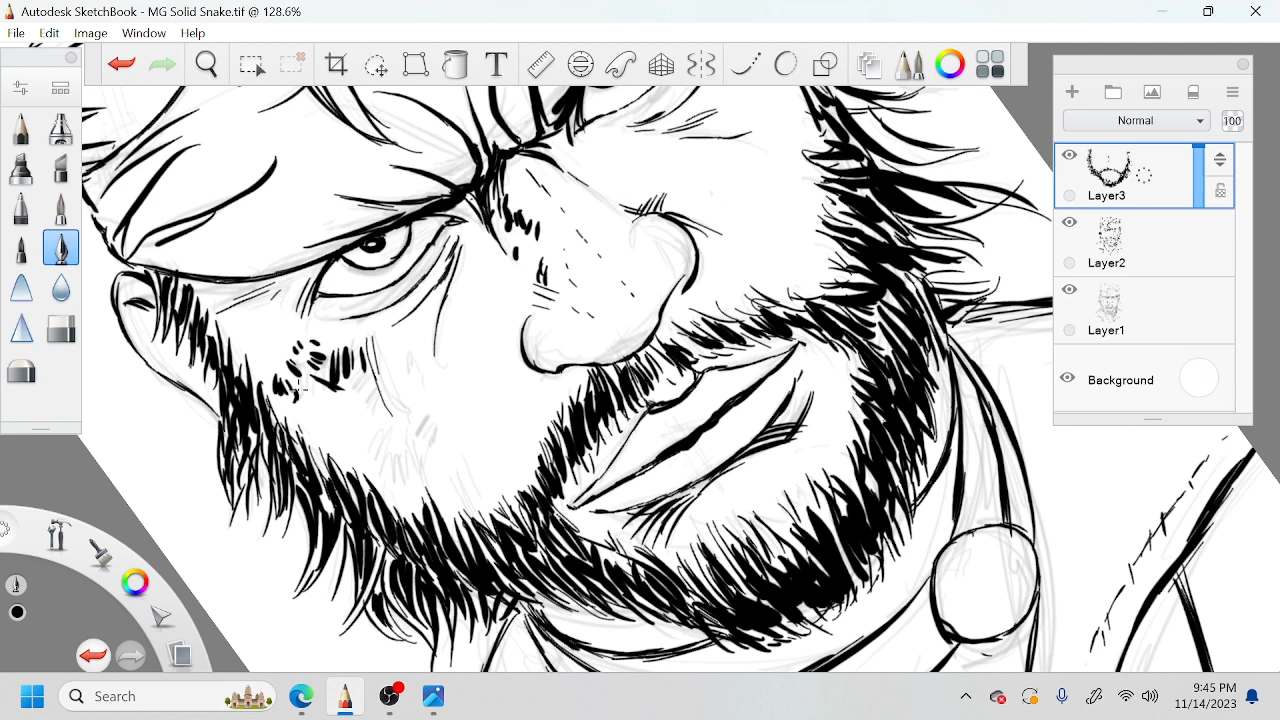 Autodesk SketchBook - MG Solid Snake.tif @ 128.6%
File Edit Image Window Help
T
Normal 100
Layer3
Layer2
Layer1
Background
Search
9:45 PM
11/14/2023